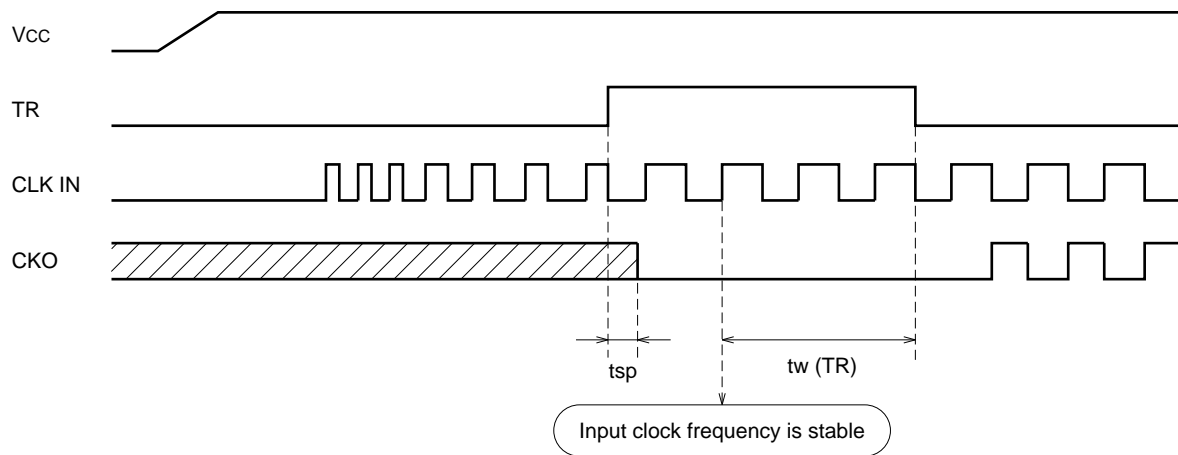 Vcc
TR
CLK IN
CKO
tsp
tw (TR)
Input clock frequency is stable